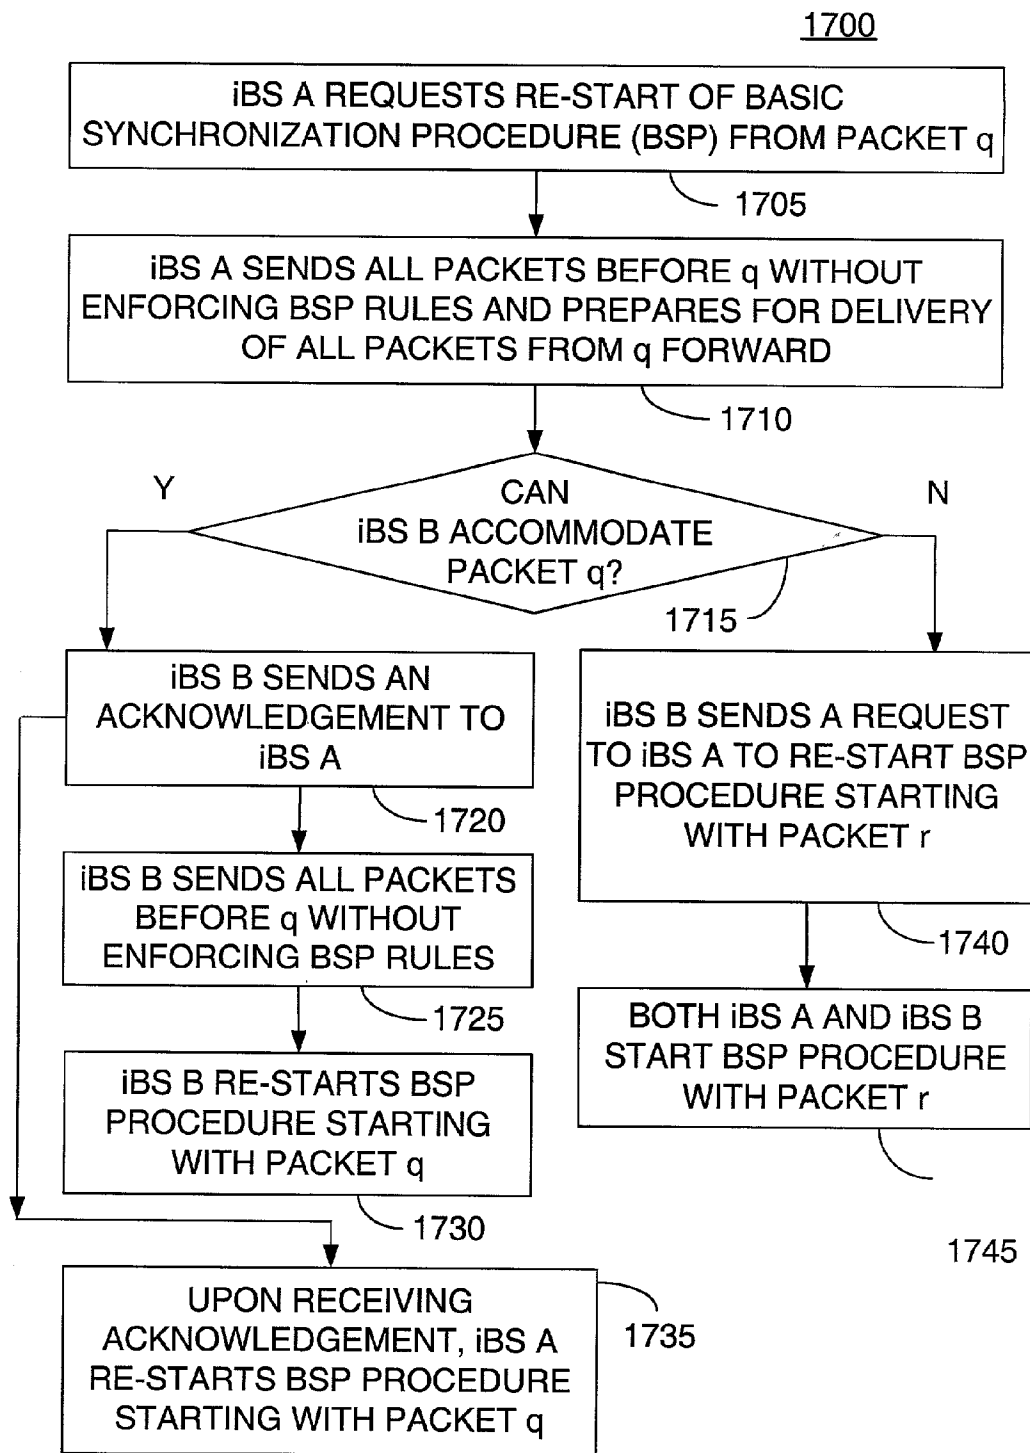 1700
iBS A REQUESTS RE-START OF BASIC
SYNCHRONIZATION PROCEDURE (BSP) FROM PACKET q
1705
iBS A SENDS ALL PACKETS BEFORE q WITHOUT
ENFORCING BSP RULES AND PREPARES FOR DELIVERY
OF ALL PACKETS FROM q FORWARD
1710
Y
CAN
iBS B ACCOMMODATE
PACKET q?
N
1715
iBS B SENDS AN
ACKNOWLEDGEMENT TO
iBS A
1720
iBS B SENDS ALL PACKETS
BEFORE q WITHOUT
ENFORCING BSP RULES
1725
iBS B RE-STARTS BSP
PROCEDURE STARTING
WITH PACKET q
1730
UPON RECEIVING
ACKNOWLEDGEMENT, iBS A
RE-STARTS BSP PROCEDURE
STARTING WITH PACKET q
1735
iBS B SENDS A REQUEST
TO iBS A TO RE-START BSP
PROCEDURE STARTING
WITH PACKET r
1740
BOTH iBS A AND iBS B
START BSP PROCEDURE
WITH PACKET r
1745